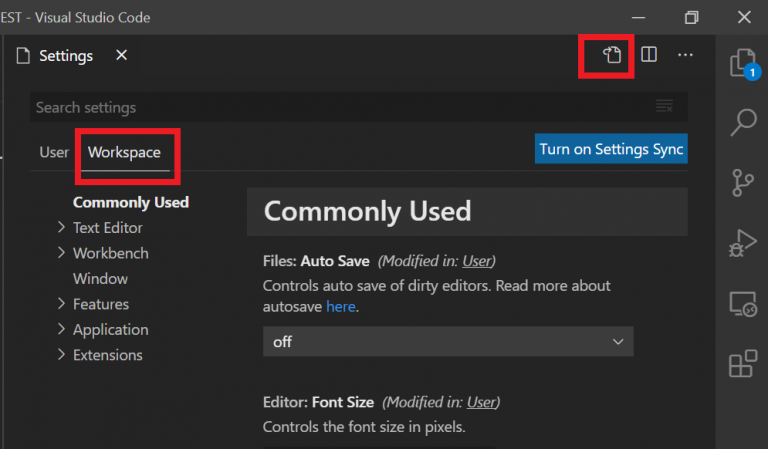 EST - Visual Studio Code
Settings
1
Search settings
User Workspace Turn on Settings Sync
Commonly Used
Text Editor
Workbench
Window
Features
Application
Extensions
Commonly Used
Files: Auto Save (Modified in: User)
Controls auto save of dirty editors. Read more about
autosave here.
off
Editor: Font Size (Modified in: User)
Controls the font size in pixels.